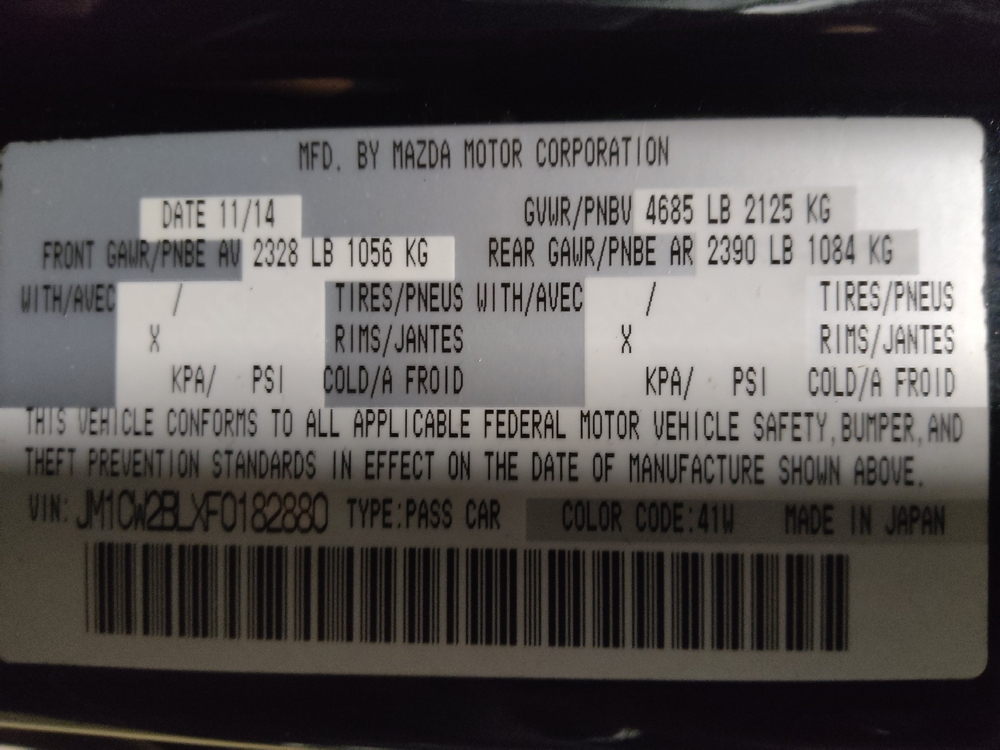 MFD. BY MAZDA MOTOR CORPORATION
DATE 11/14 GVWR/PNBV 4685 LB 2125 KG
FRONT GAWR/PNBE AV 2328 LB 1056 KG REAR GAWR/PNBE AR 2390 LB 1084 KG
WITH/AVEC / TIRES/PNEUS WITH/AVEC / TIRES/PNEUS
X RIMS/JANTES X RIMS/JANTES
KPA/ PSI COLD/A FROID KPA/ PSI COLD/A FROID
THIS VEHICLE CONFORMS TO ALL APPLICABLE FEDERAL MOTOR VEHICLE SAFETY, BUMPER, AND
THEFT PREVENTION STANDARDS IN EFFECT ON THE DATE OF MANUFACTURE SHOWN ABOVE.
VIN: JM1CW2BLXF0182880 TYPE:PASS CAR COLOR CODE:41W MADE IN JAPAN